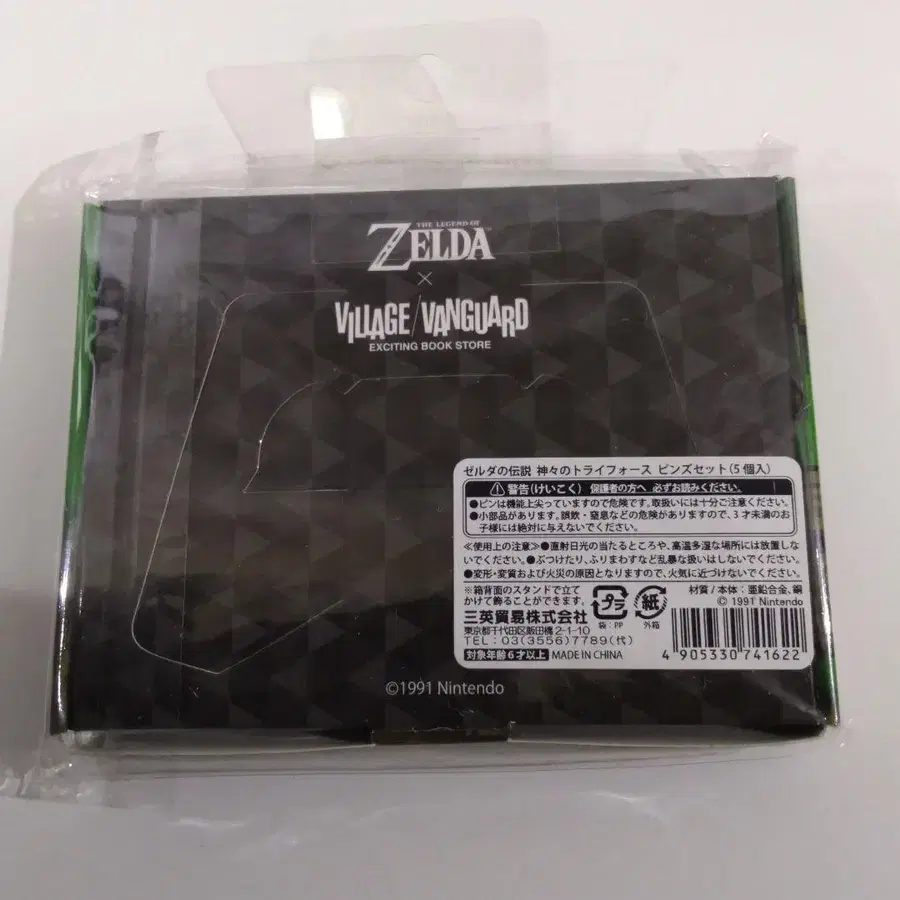 THE LEGEND OF
ZELDA™
×
VILLAGE/VANGUARD
EXCITING BOOK STORE
ゼルダの伝説 神々のトライフォース ピンズセット(5個入)
警告(けいこく) 保護者の方へ 必ずお読みください。
●ピンは機能上尖っていますので危険です。取扱いには十分ご注意ください。
●小部品があります。誤飲・窒息などの危険がありますので、3才未満のお
子様には絶対に与えないでください。
≪使用上の注意≫●直射日光の当たるところや、高温多湿な場所には放置しな
いでください。●ぶつけたり、ふりまわすなど乱暴な扱いはしないでください。
●変形・変質および火災の原因となりますので、火気に近づけないでください。
※箱背面のスタンドで立て
かけて飾ることができます。
プラ
袋:PP
紙
外箱
材質/本体:亜鉛合金、銅
© 1991 Nintendo
三英貿易株式会社
東京都千代田区飯田橋2-1-10
TEL:03(3556)7789(代)
対象年齢6才以上 MADE IN CHINA
4 905330 741622
©1991 Nintendo